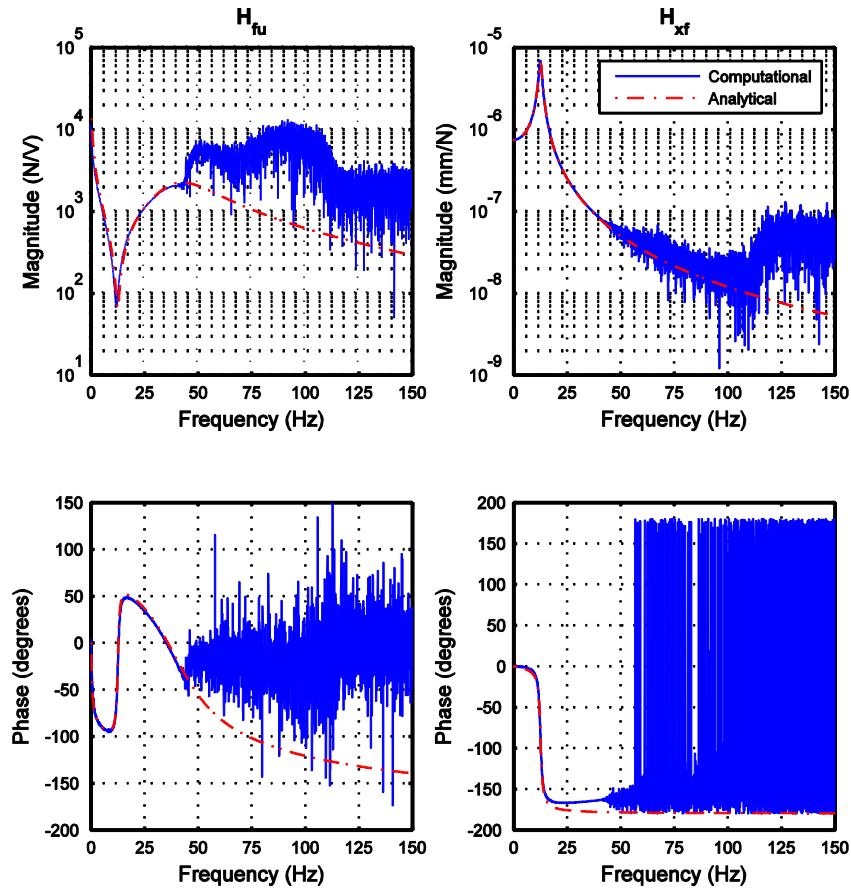 H_fu
10^5
10^4
10^3
10^2
10^1
Magnitude (N/V)
0 25 50 75 100 125 150
Frequency (Hz)
H_xf
10^-5
10^-6
10^-7
10^-8
10^-9
Magnitude (mm/N)
Computational
Analytical
0 25 50 75 100 125 150
Frequency (Hz)
150
100
50
0
-50
-100
-150
-200
Phase (degrees)
0 25 50 75 100 125 150
Frequency (Hz)
200
150
100
50
0
-50
-100
-150
-200
Phase (degrees)
0 25 50 75 100 125 150
Frequency (Hz)